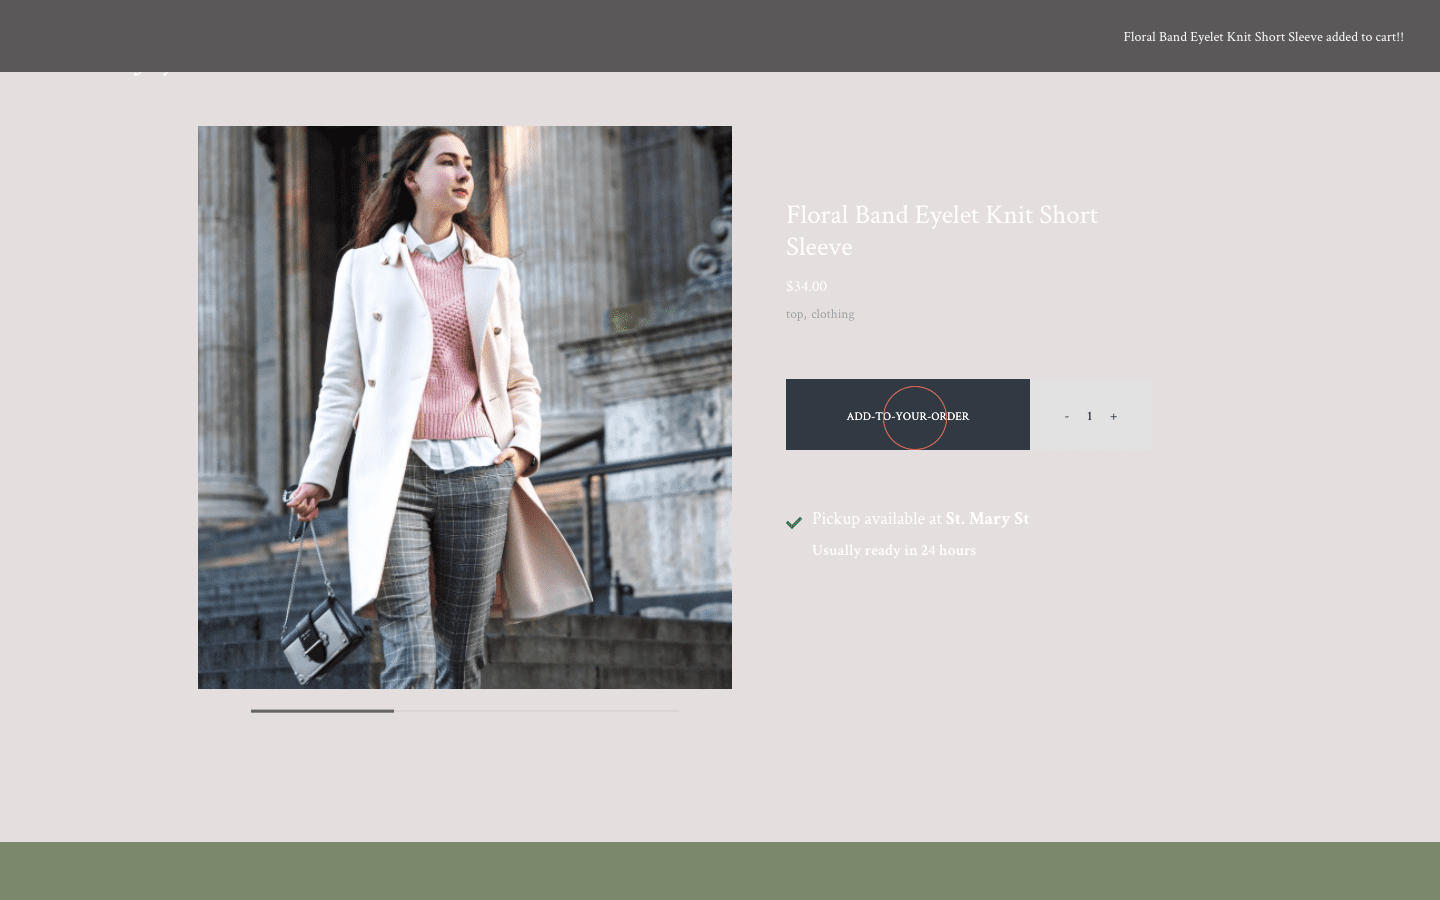 Floral Band Eyelet Knit Short Sleeve added to cart!!
Floral Band Eyelet Knit Short
Sleeve
$34.00
top, clothing
ADD-TO-YOUR-ORDER
- 1 +
Pickup available at St. Mary St
Usually ready in 24 hours